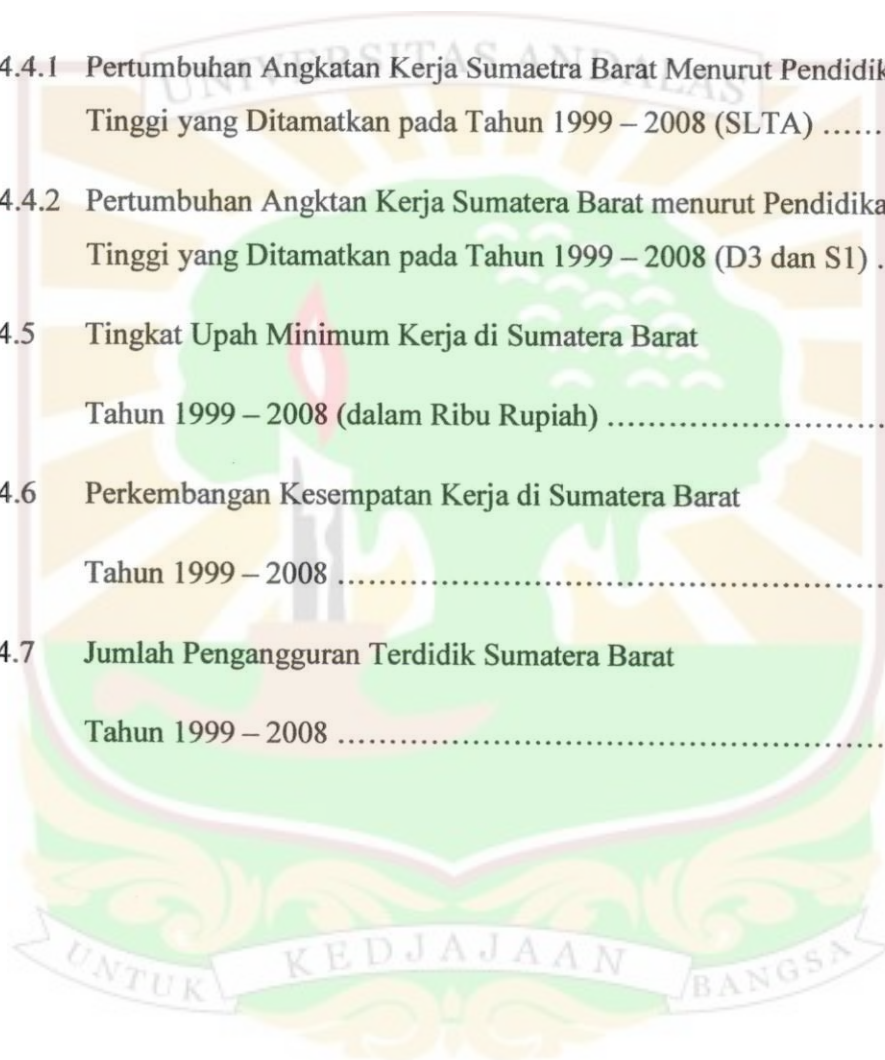 UNIVERSITAS ANDALAS
4.4.1 Pertumbuhan Angkatan Kerja Sumaetra Barat Menurut Pendidik
Tinggi yang Ditamatkan pada Tahun 1999 – 2008 (SLTA) ......
4.4.2 Pertumbuhan Angktan Kerja Sumatera Barat menurut Pendidika
Tinggi yang Ditamatkan pada Tahun 1999 – 2008 (D3 dan S1) .
4.5 Tingkat Upah Minimum Kerja di Sumatera Barat
Tahun 1999 – 2008 (dalam Ribu Rupiah) ...........................
4.6 Perkembangan Kesempatan Kerja di Sumatera Barat
Tahun 1999 – 2008 ......................................................
4.7 Jumlah Pengangguran Terdidik Sumatera Barat
Tahun 1999 – 2008 ......................................................
UNTUK KEDJAJAAN BANGSA